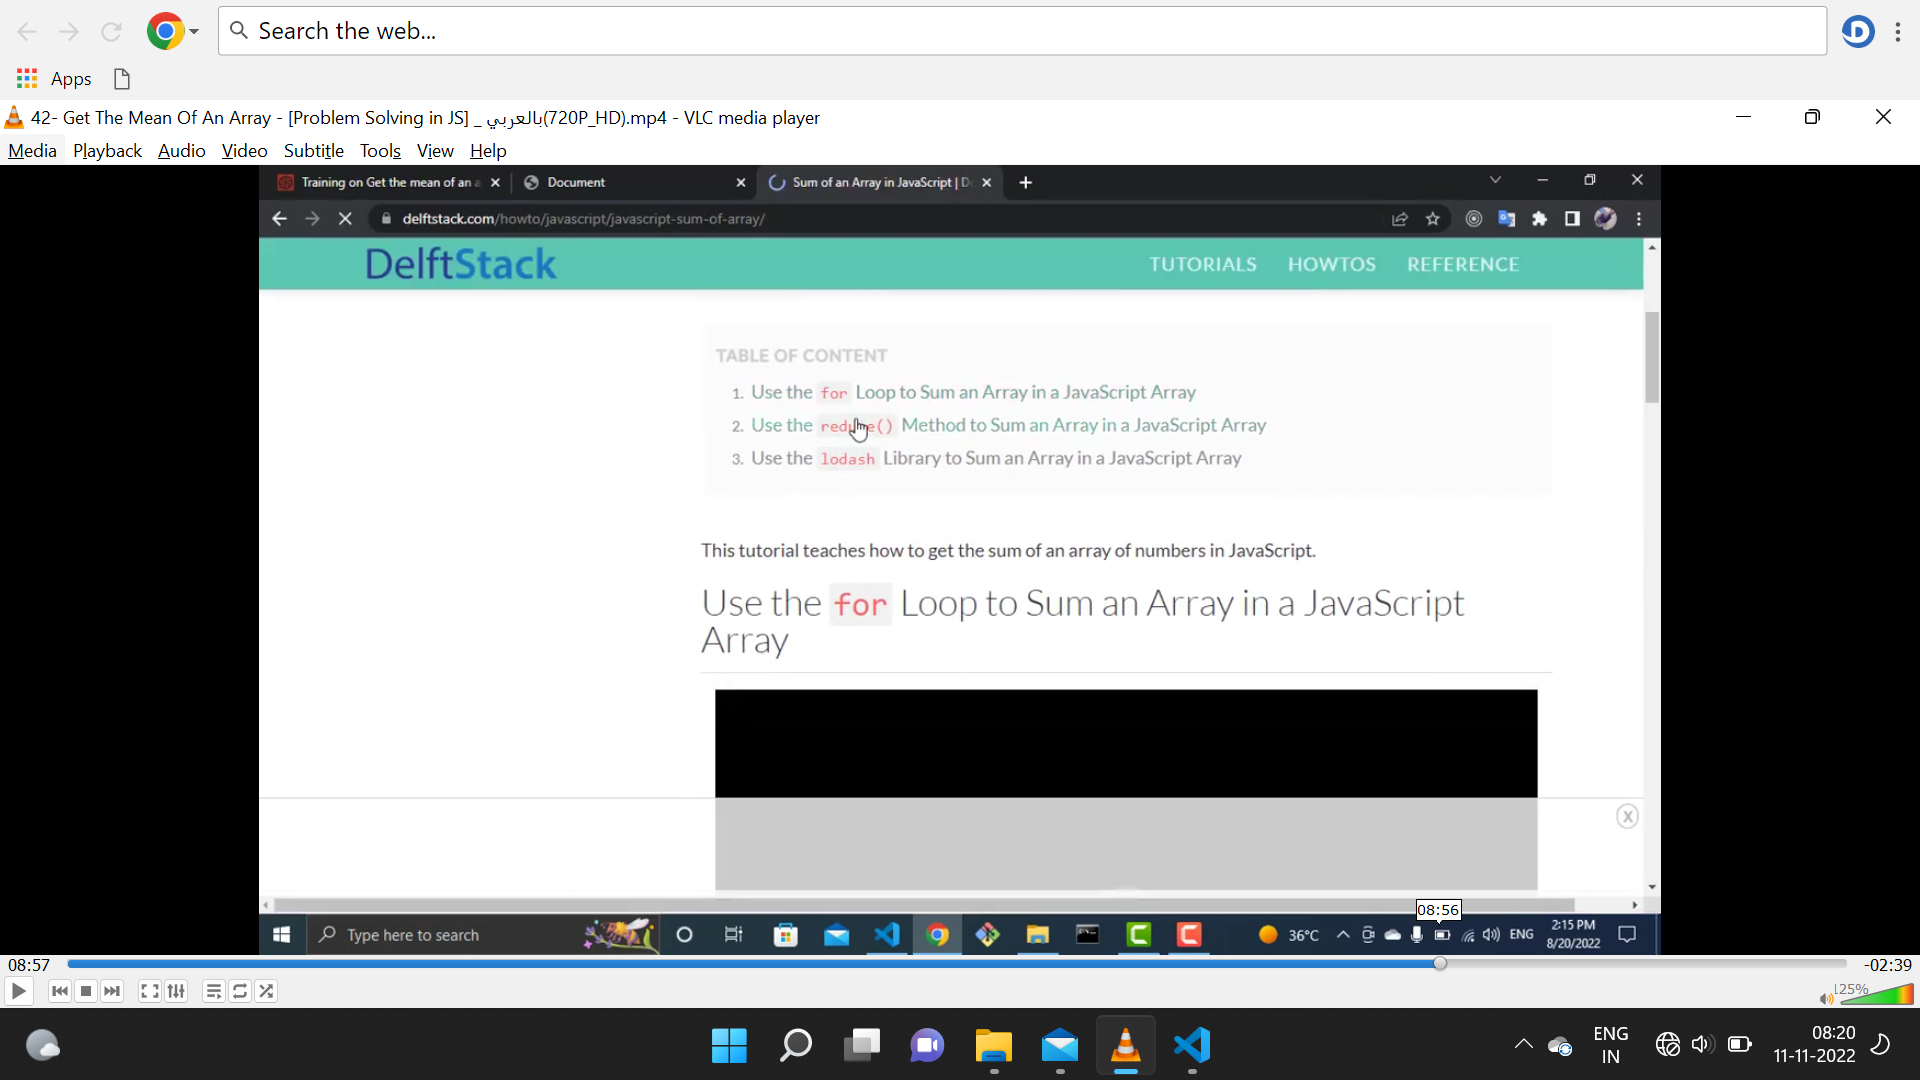 Search the web...
Apps
42- Get The Mean Of An Array - [Problem Solving in JS] _ بالعربي(720P_HD).mp4 - VLC media player
Media Playback Audio Video Subtitle Tools View Help
Training on Get the mean of an a
Document
Sum of an Array in JavaScript | D
delftstack.com/howto/javascript/javascript-sum-of-array/
DelftStack
TUTORIALS HOWTOS REFERENCE
TABLE OF CONTENT
1. Use the for Loop to Sum an Array in a JavaScript Array
2. Use the reduce() Method to Sum an Array in a JavaScript Array
3. Use the lodash Library to Sum an Array in a JavaScript Array
This tutorial teaches how to get the sum of an array of numbers in JavaScript.
Use the for Loop to Sum an Array in a JavaScript
Array
08:56
Type here to search
36°C
ENG
2:15 PM
8/20/2022
08:57
-02:39
125%
ENG
IN
08:20
11-11-2022